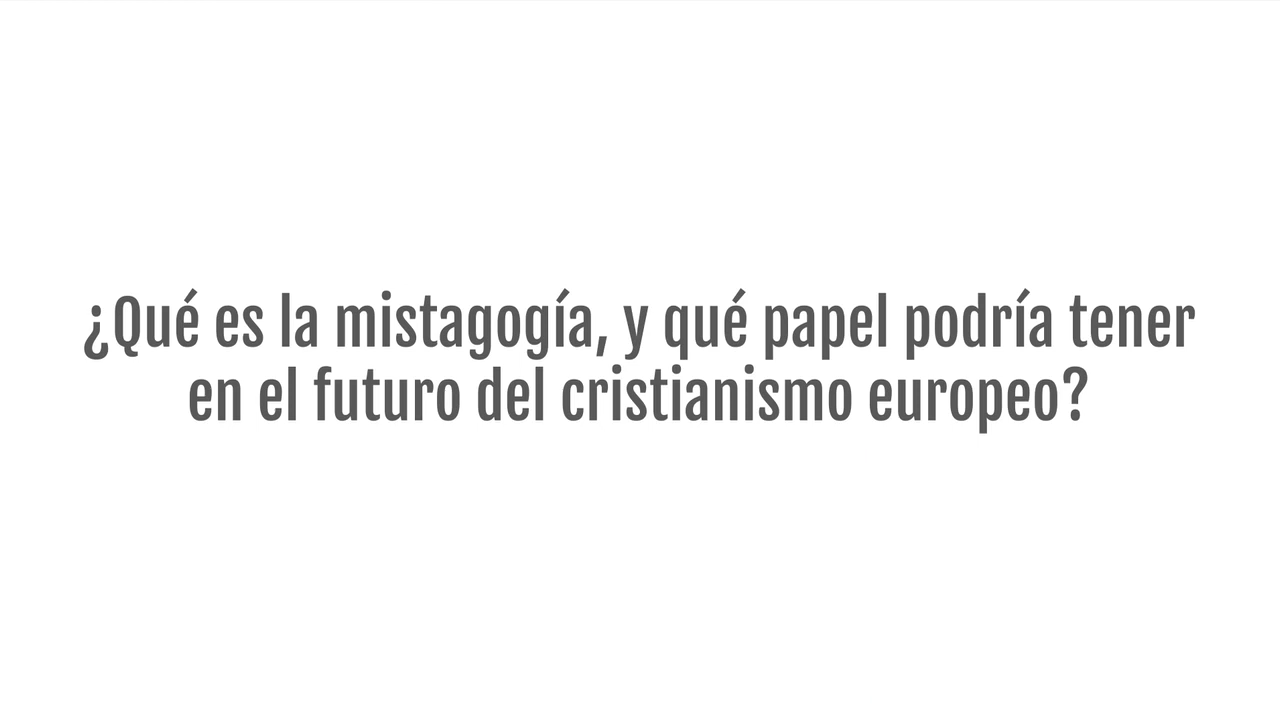 ¿Qué es la mistagogía, y qué papel podría tener
en el futuro del cristianismo europeo?